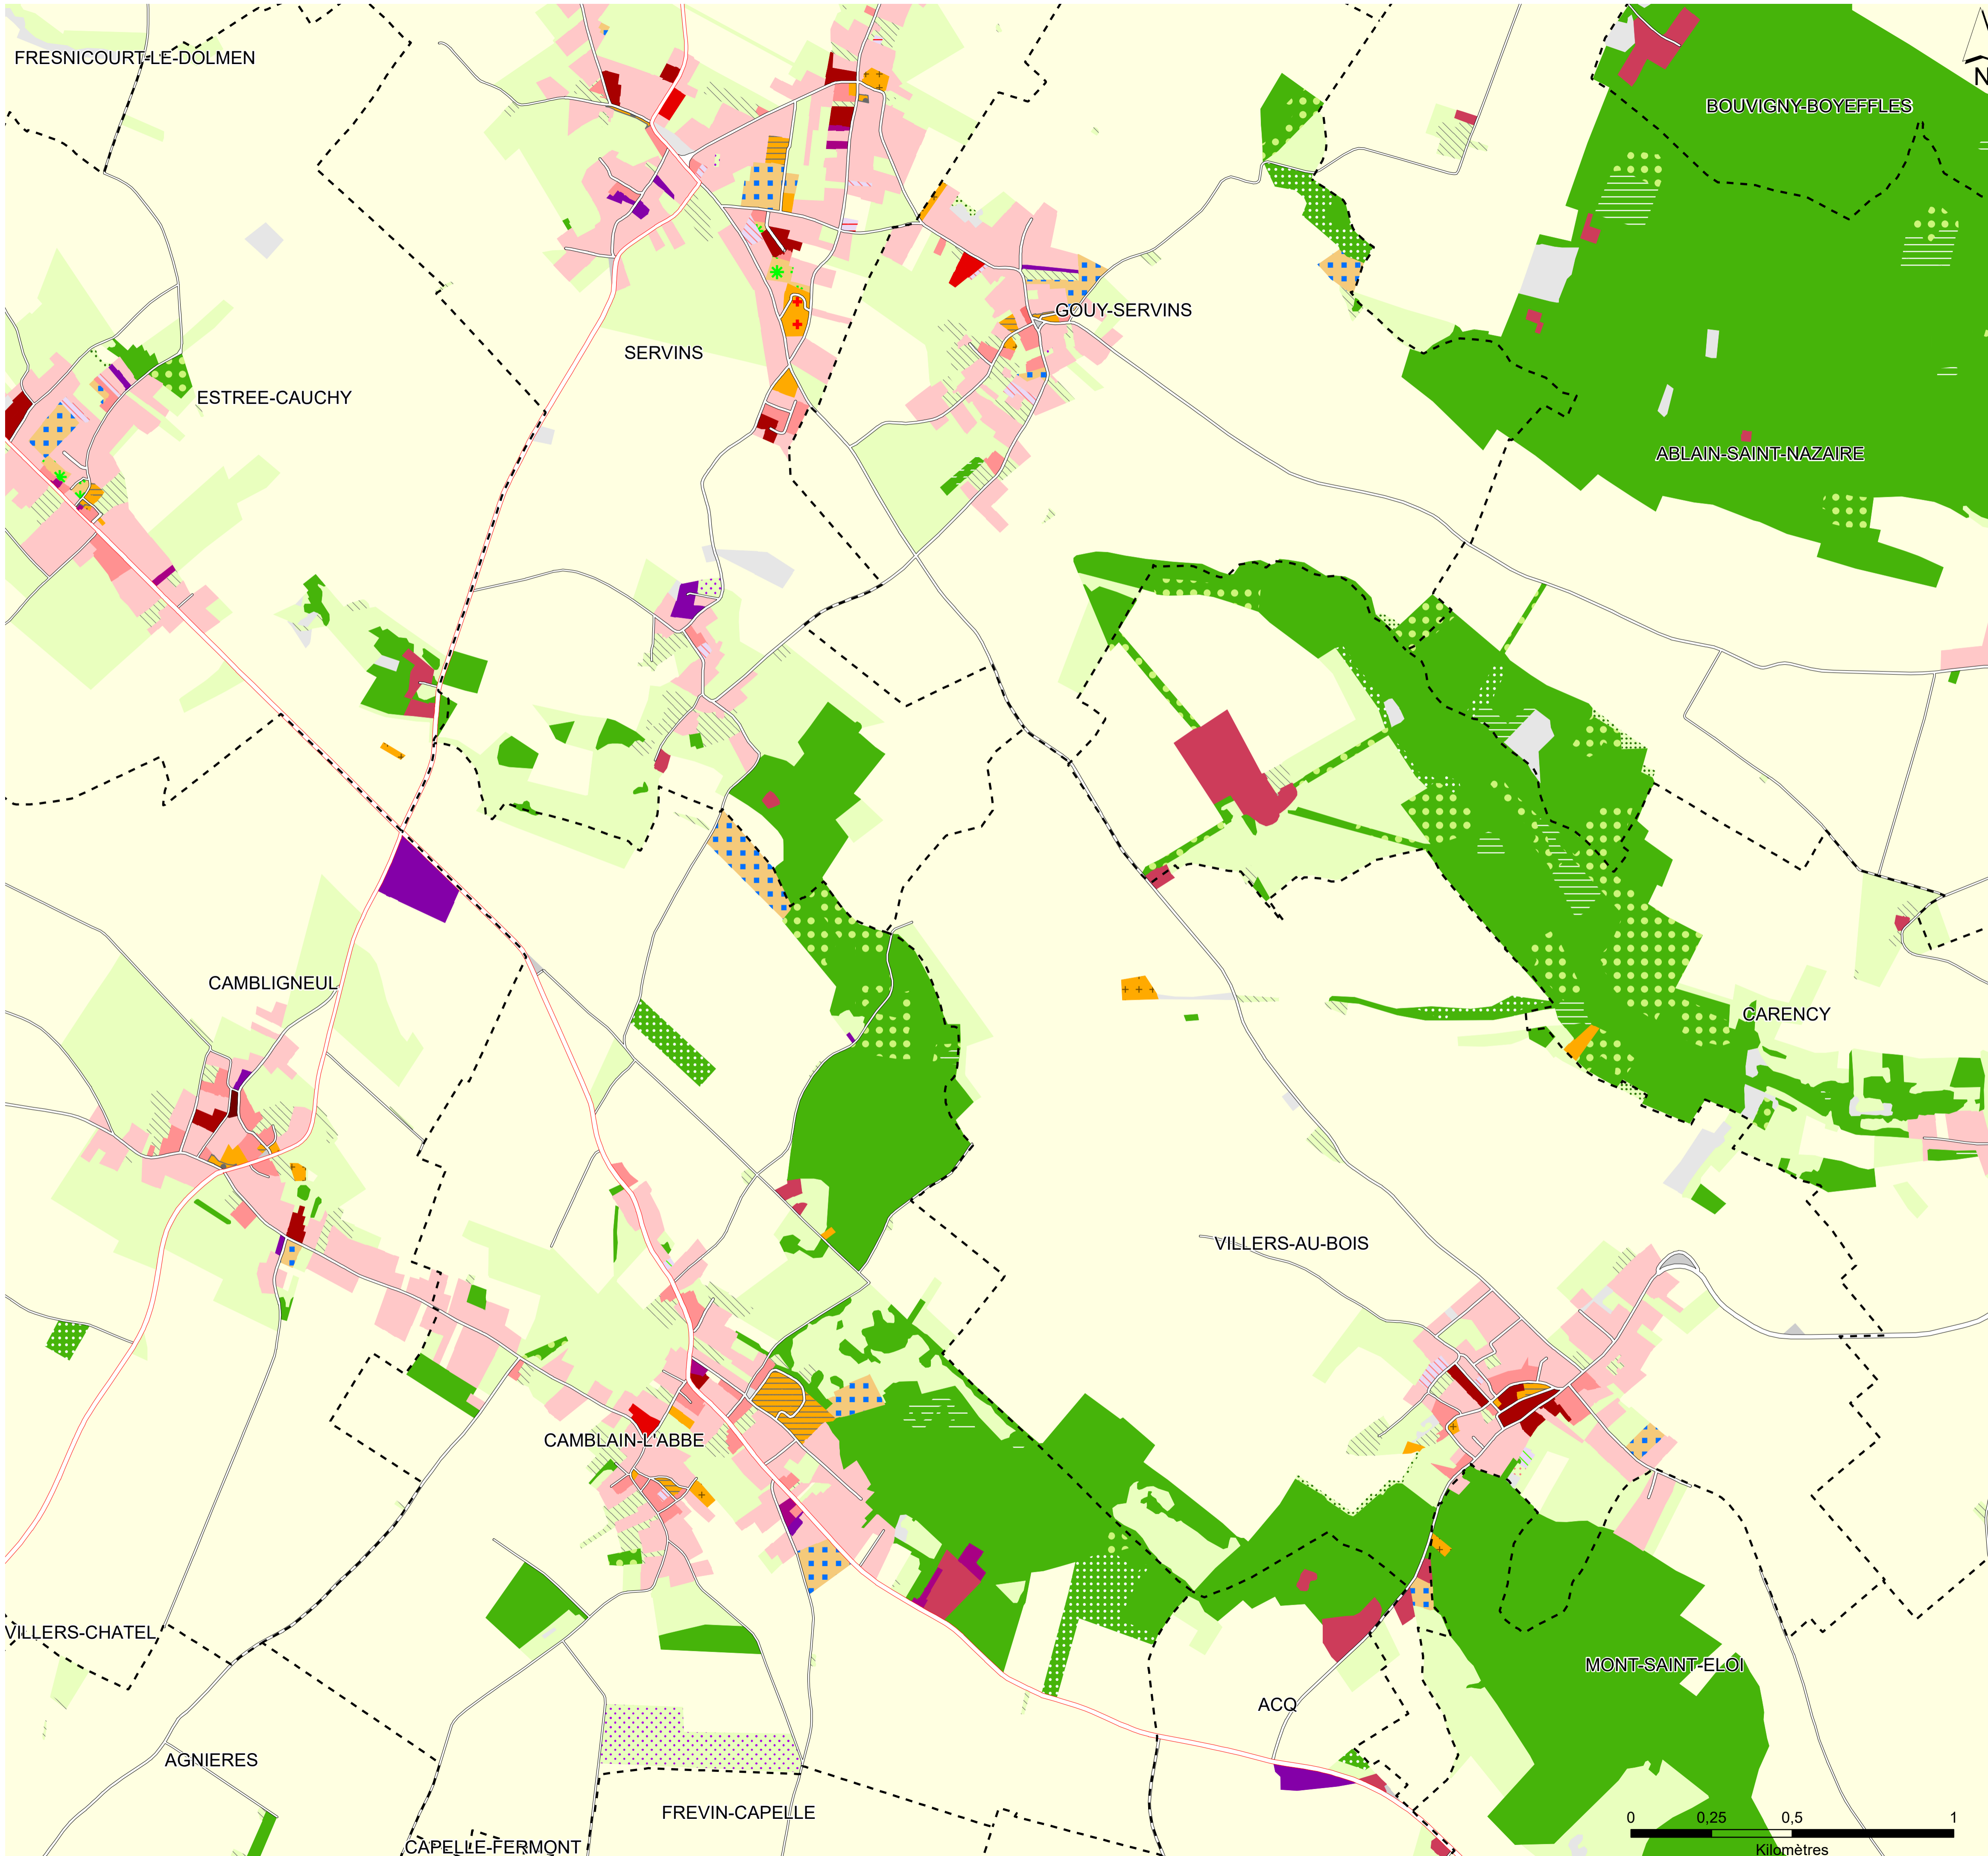 FRESNICOURT-LE-DOLMEN
N
BOUVIGNY-BOYEFFLES
GOUY-SERVINS
SERVINS
ESTREE-CAUCHY
ABLAIN-SAINT-NAZAIRE
CAMBLIGNEUL
CARENCY
VILLERS-AU-BOIS
CAMBLAIN-L'ABBE
VILLERS-CHATEL
MONT-SAINT-ELOI
ACQ
AGNIERES
FREVIN-CAPELLE
CAPELLE-FERMONT
0 0,25 0,5 1
Kilomètres